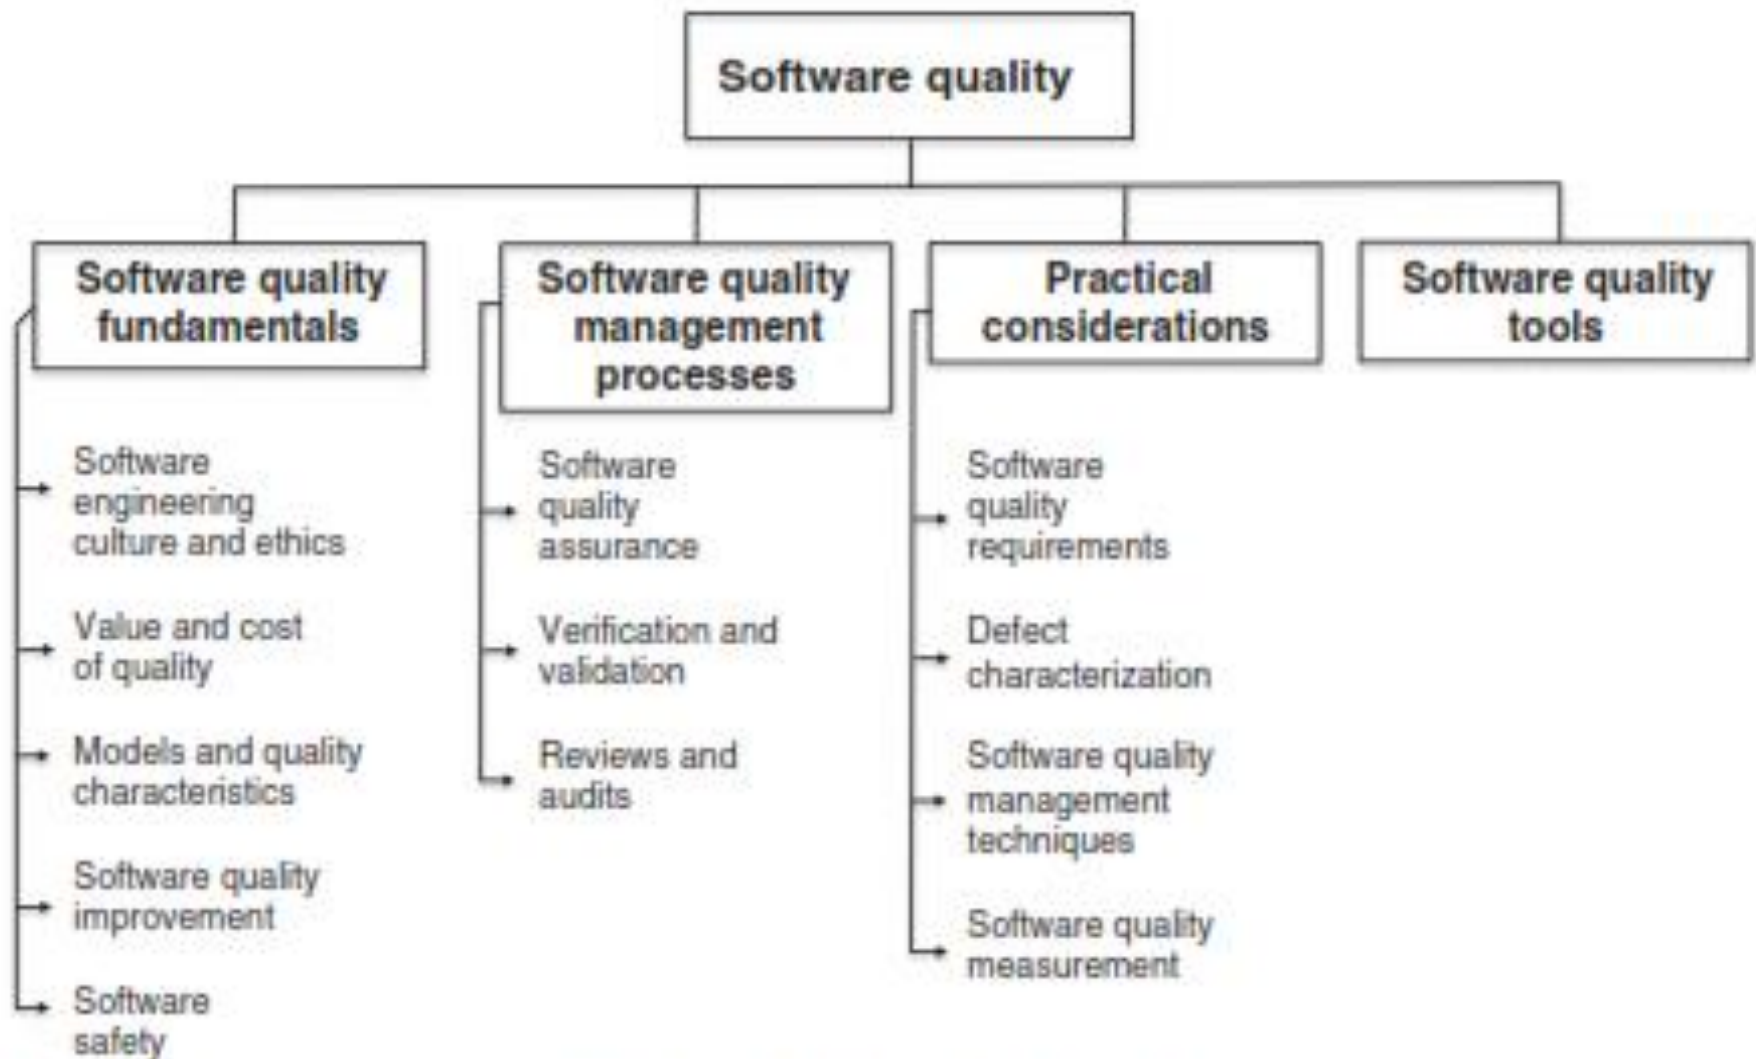 Software quality
Software quality
fundamentals
Software
engineering
culture and ethics
Value and cost
of quality
Models and quality
characteristics
Software quality
improvement
Software
safety
Software quality
management
processes
Software
quality
assurance
Verification and
validation
Reviews and
audits
Practical
considerations
Software
quality
requirements
Defect
characterization
Software quality
management
techniques
Software quality
measurement
Software quality
tools